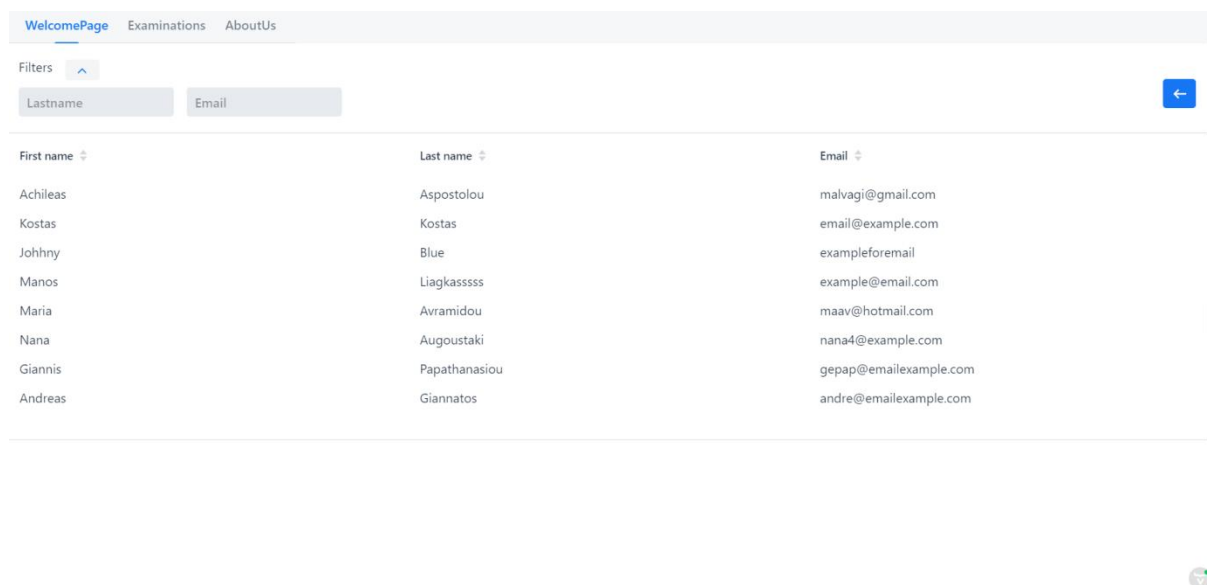 WelcomePage Examinations AboutUs
Filters
Lastname Email
First name Last name Email
Achileas Aspostolou malvagi@gmail.com
Kostas Kostas email@example.com
Johhny Blue exampleforemail
Manos Liagkasssss example@email.com
Maria Avramidou maav@hotmail.com
Nana Augoustaki nana4@example.com
Giannis Papathanasiou gepap@emailexample.com
Andreas Giannatos andre@emailexample.com